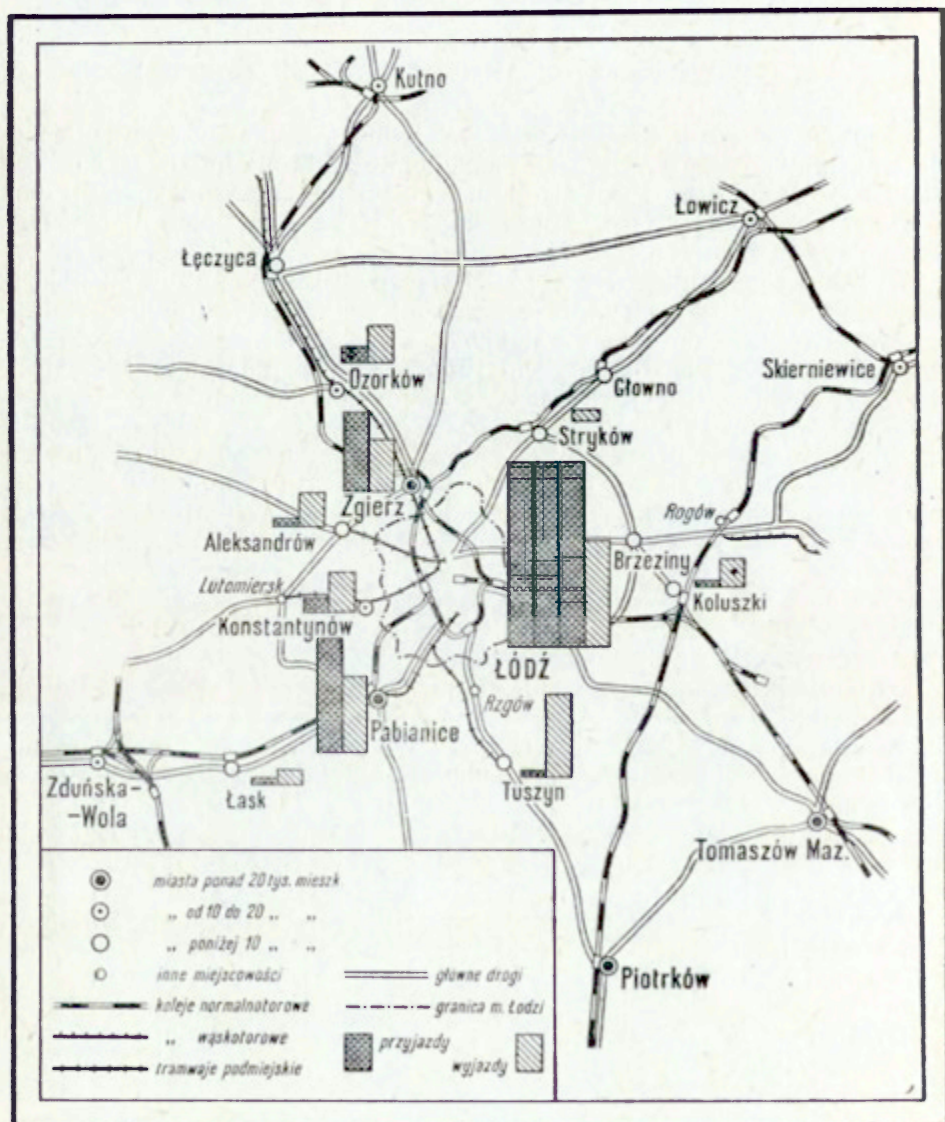 Kutno
Łowicz
Łęczyca
Skierniewice
Ozorków
Głowno
Stryków
Zgierz
Rogów
Aleksandrów
Brzeziny
Lutomiersk
Koluszki
Konstantynów
ŁÓDŹ
Rzgów
Pabianice
Tuszyn
Zduńska-
-Wola
Łask
Tomaszów Maz.
Piotrków
miasta ponad 20 tys. mieszk.
„ od 10 do 20 „ „
„ poniżej 10 „ „
inne miejscowości
koleje normalnotorowe
„ wąskotorowe
tramwaje podmiejskie
główne drogi
granica m. Łodzi
przyjazdy
wyjazdy